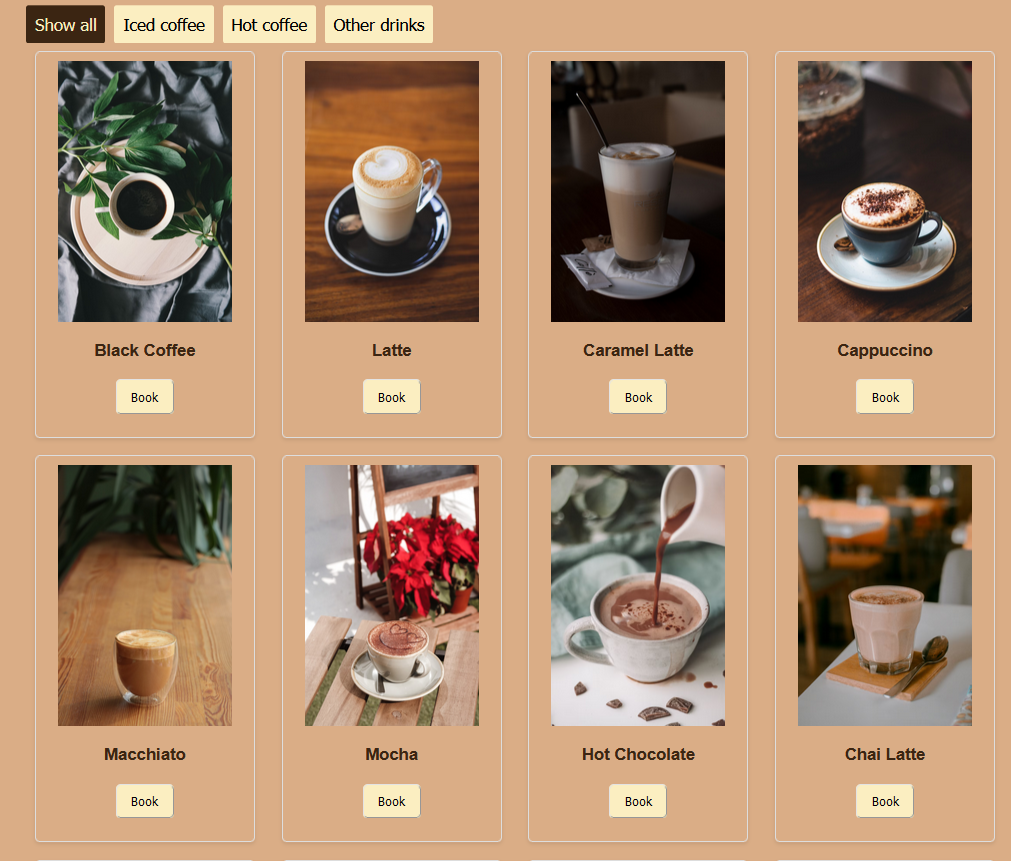 Show all Iced coffee Hot coffee Other drinks
Black Coffee Latte Caramel Latte Cappuccino
Book Book Book Book
Macchiato Mocha Hot Chocolate Chai Latte
Book Book Book Book